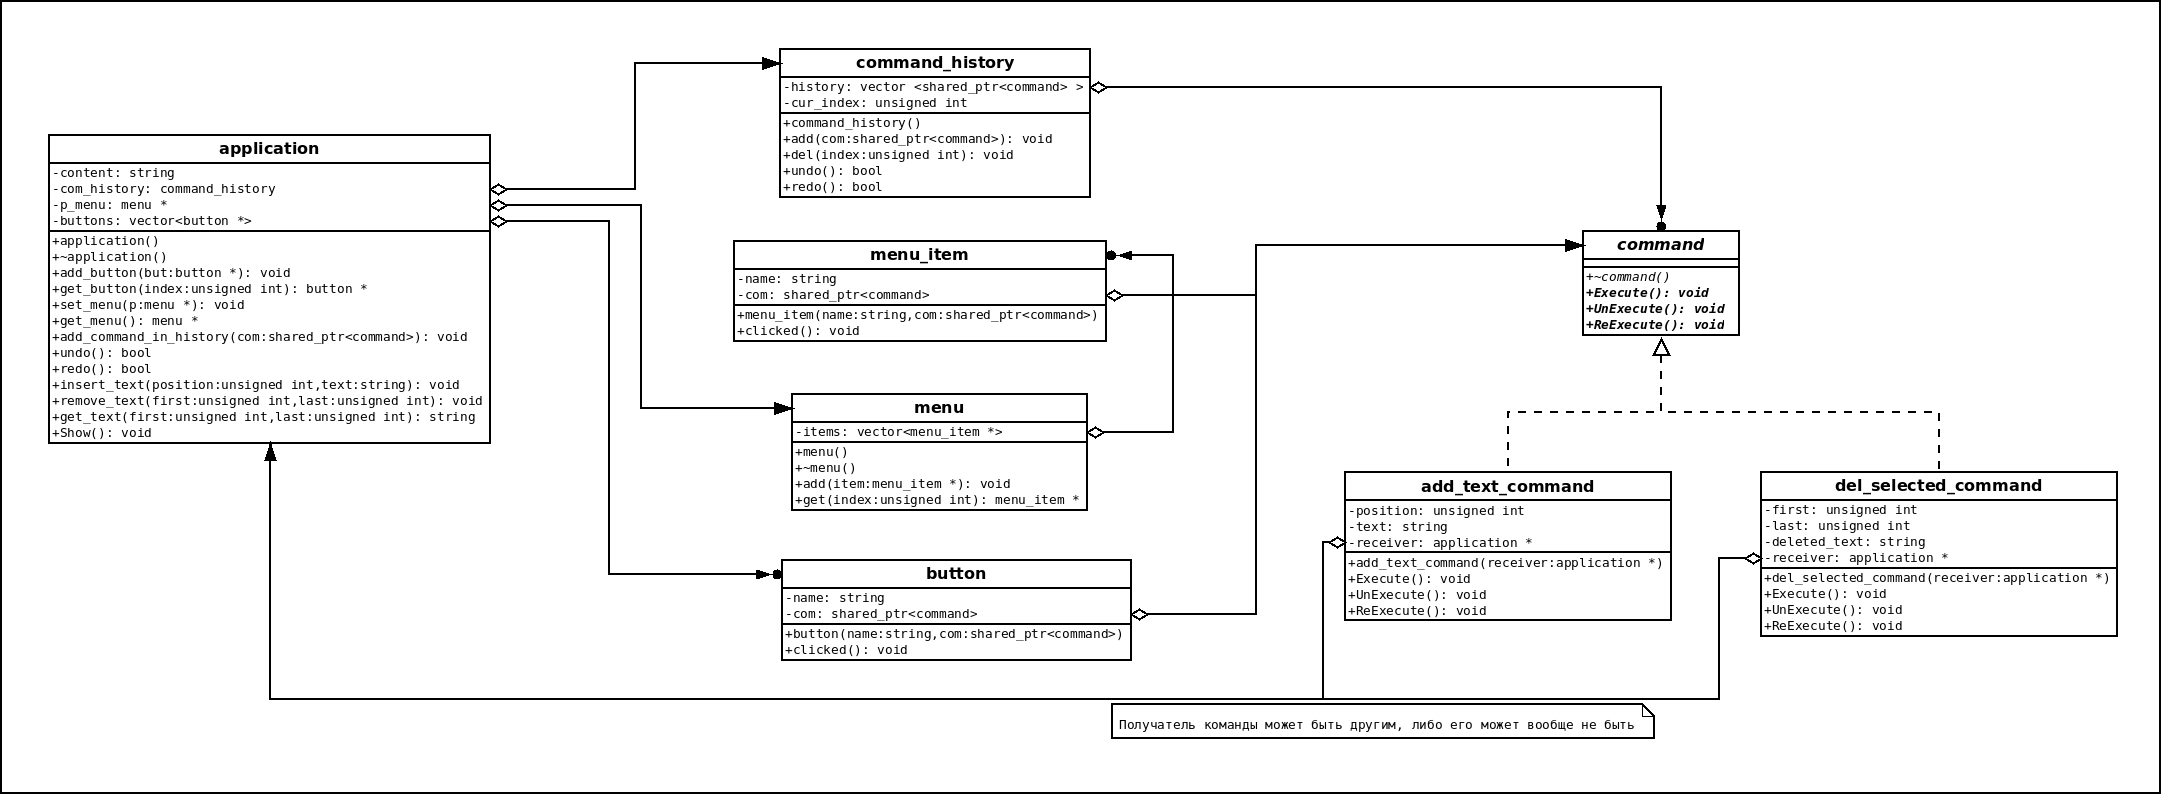 application
-content: string
-com_history: command_history
-p_menu: menu *
-buttons: vector<button *>
+application()
+~application()
+add_button(but:button *): void
+get_button(index:unsigned int): button *
+set_menu(p:menu *): void
+get_menu(): menu *
+add_command_in_history(com:shared_ptr<command>): void
+undo(): bool
+redo(): bool
+insert_text(position:unsigned int,text:string): void
+remove_text(first:unsigned int,last:unsigned int): void
+get_text(first:unsigned int,last:unsigned int): string
+Show(): void
command_history
-history: vector <shared_ptr<command> >
-cur_index: unsigned int
+command_history()
+add(com:shared_ptr<command>): void
+del(index:unsigned int): void
+undo(): bool
+redo(): bool
menu_item
-name: string
-com: shared_ptr<command>
+menu_item(name:string,com:shared_ptr<command>)
+clicked(): void
menu
-items: vector<menu_item *>
+menu()
+~menu()
+add(item:menu_item *): void
+get(index:unsigned int): menu_item *
button
-name: string
-com: shared_ptr<command>
+button(name:string,com:shared_ptr<command>)
+clicked(): void
command
+~command()
+Execute(): void
+UnExecute(): void
+ReExecute(): void
add_text_command
-position: unsigned int
-text: string
-receiver: application *
+add_text_command(receiver:application *)
+Execute(): void
+UnExecute(): void
+ReExecute(): void
del_selected_command
-first: unsigned int
-last: unsigned int
-deleted_text: string
-receiver: application *
+del_selected_command(receiver:application *)
+Execute(): void
+UnExecute(): void
+ReExecute(): void
Получатель команды может быть другим, либо его может вообще не быть